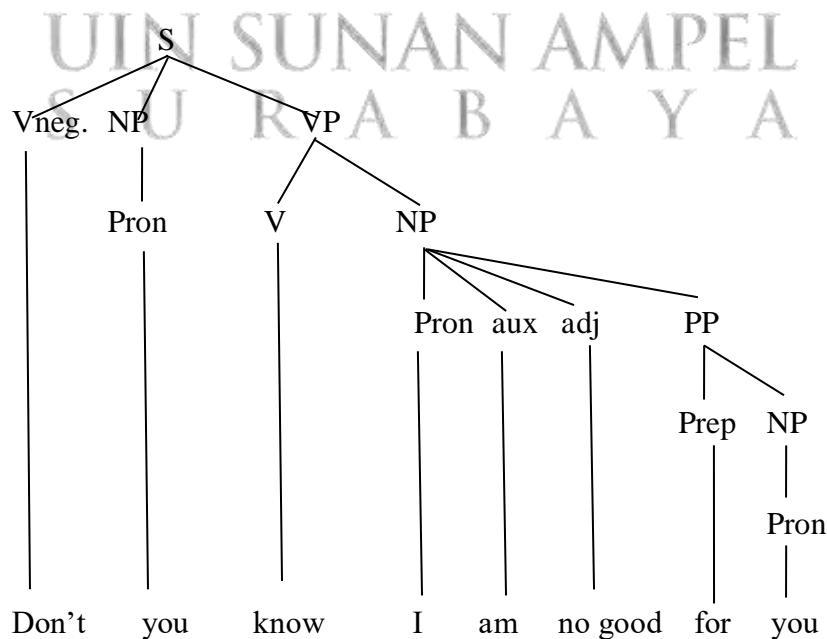 UIN SUNAN AMPEL
S
SURABAYA
Vneg. NP VP
Pron V NP
Pron aux adj PP
Prep NP
Pron
Don't you know I am no good for you